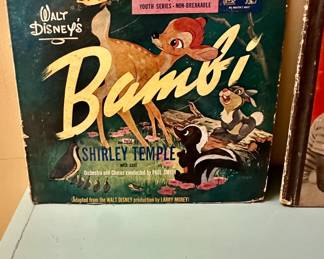 YOUTH SERIES - NON-BREAKABLE
WALT
DISNEY'S
Bambi
SHIRLEY TEMPLE
with cast
Orchestra and Chorus conducted by PAUL SMITH
Adapted from the WALT DISNEY production by LARRY MOREY